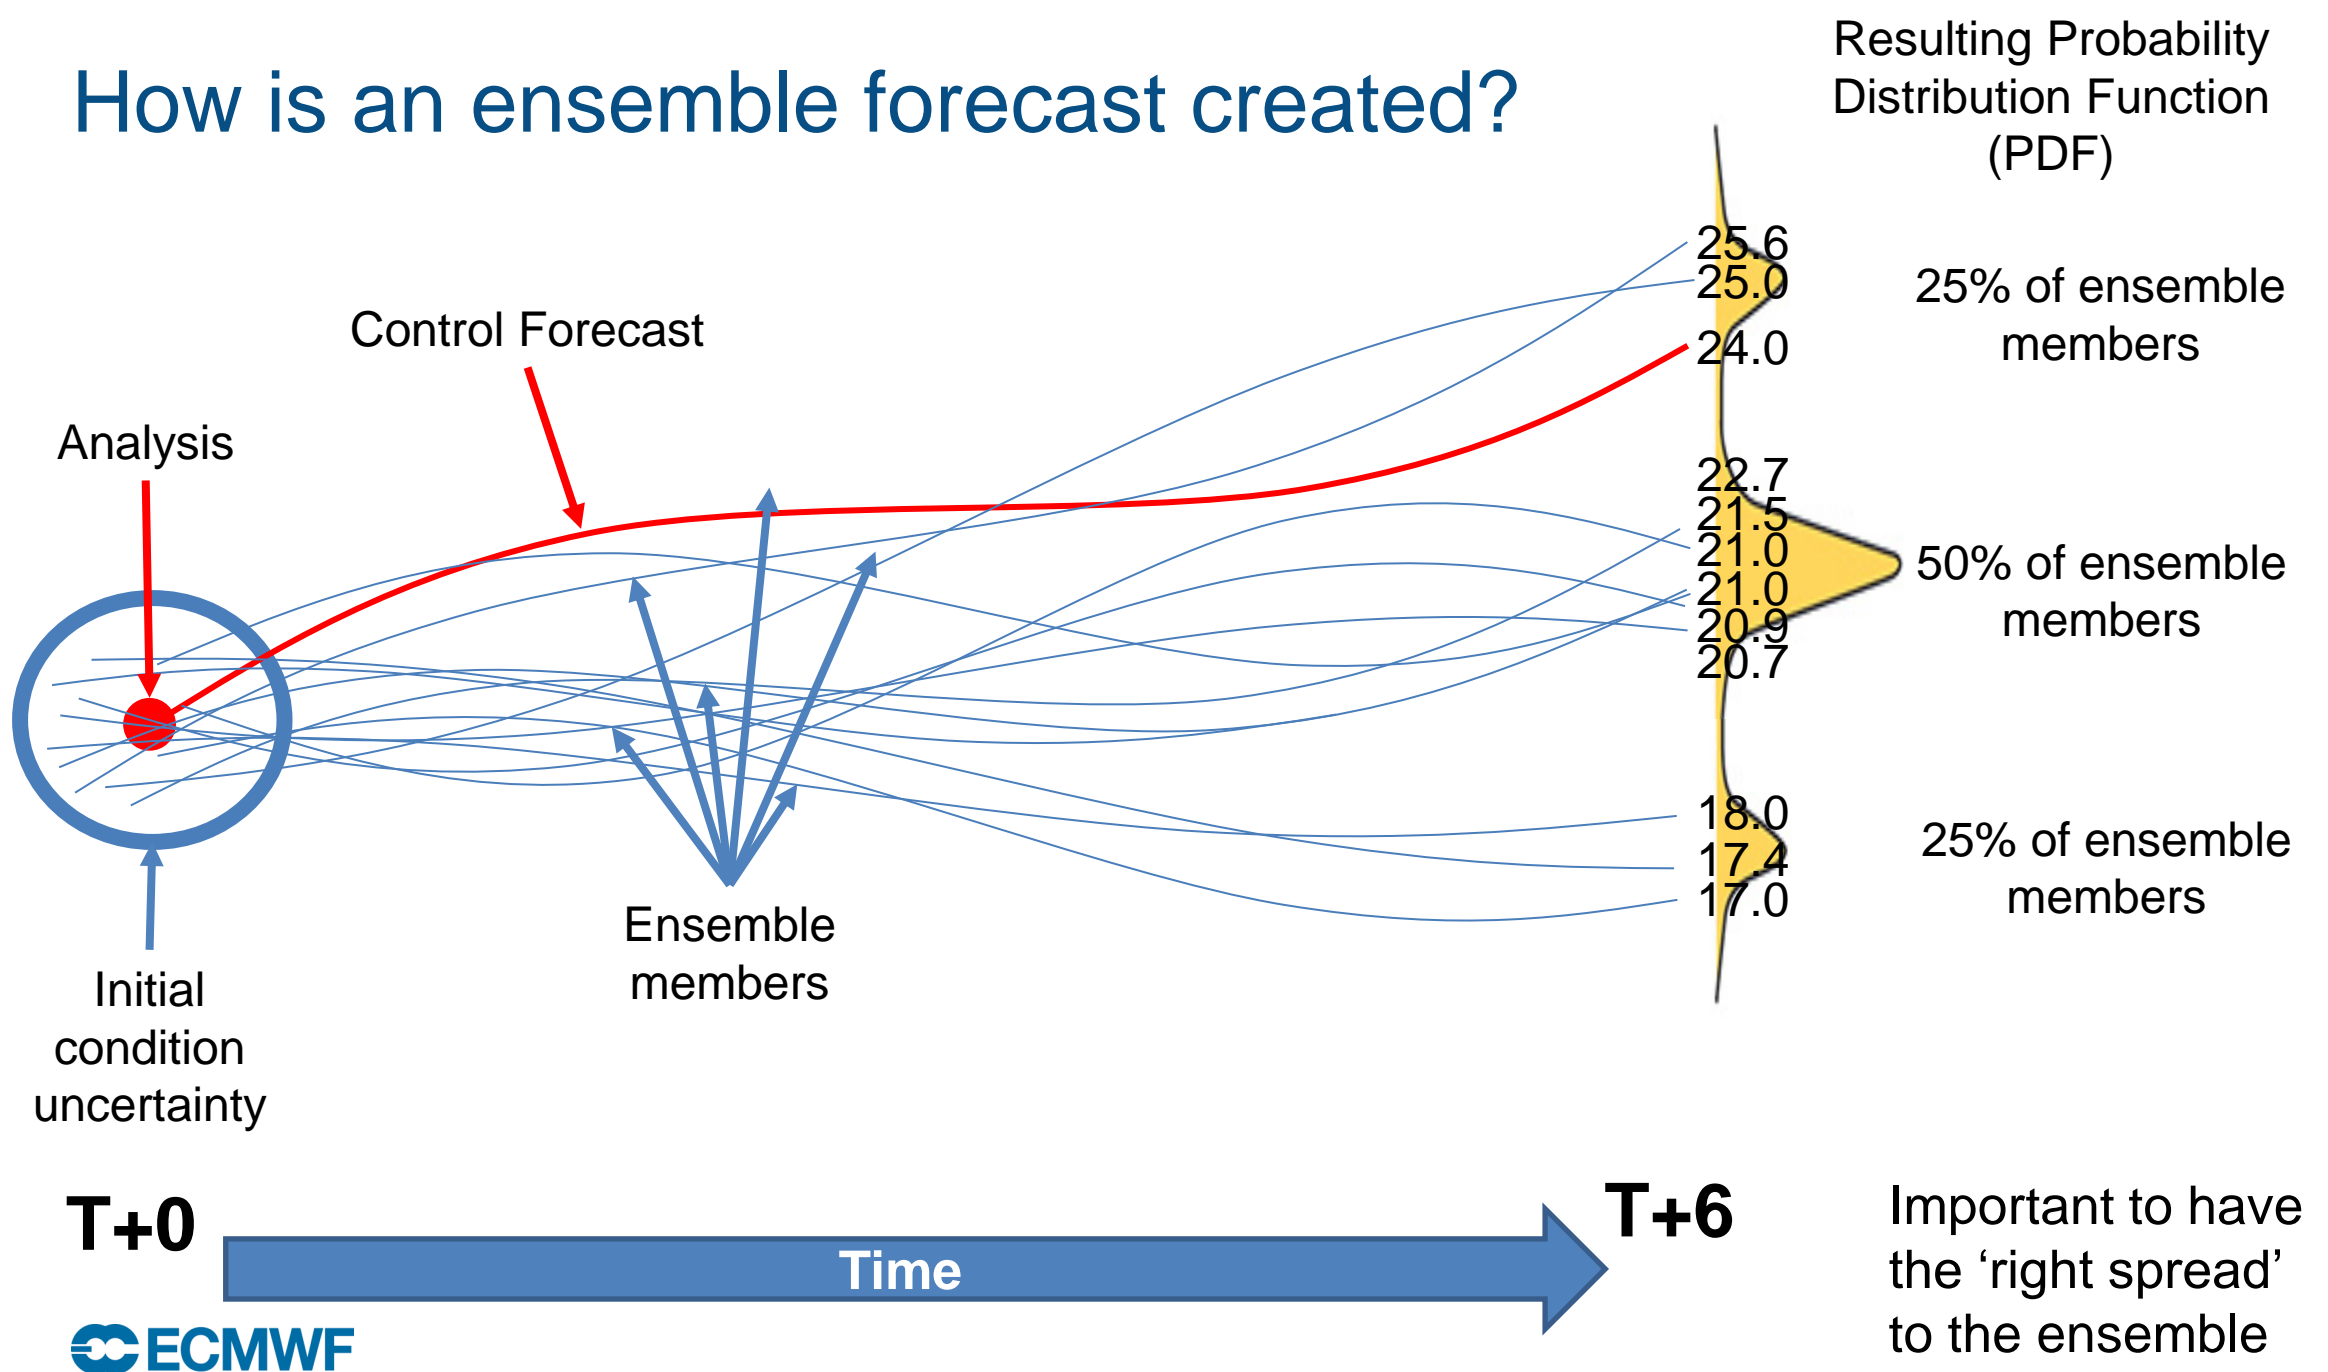 How is an ensemble forecast created?
Resulting Probability
Distribution Function
(PDF)
Control Forecast
Analysis
25.6
25.0
24.0
22.7
21.5
21.0
21.0
20.9
20.7
18.0
17.4
17.0
25% of ensemble
members
50% of ensemble
members
25% of ensemble
members
Ensemble
members
Initial
condition
uncertainty
T+0
Time
T+6
Important to have
the ‘right spread’
to the ensemble
ECMWF